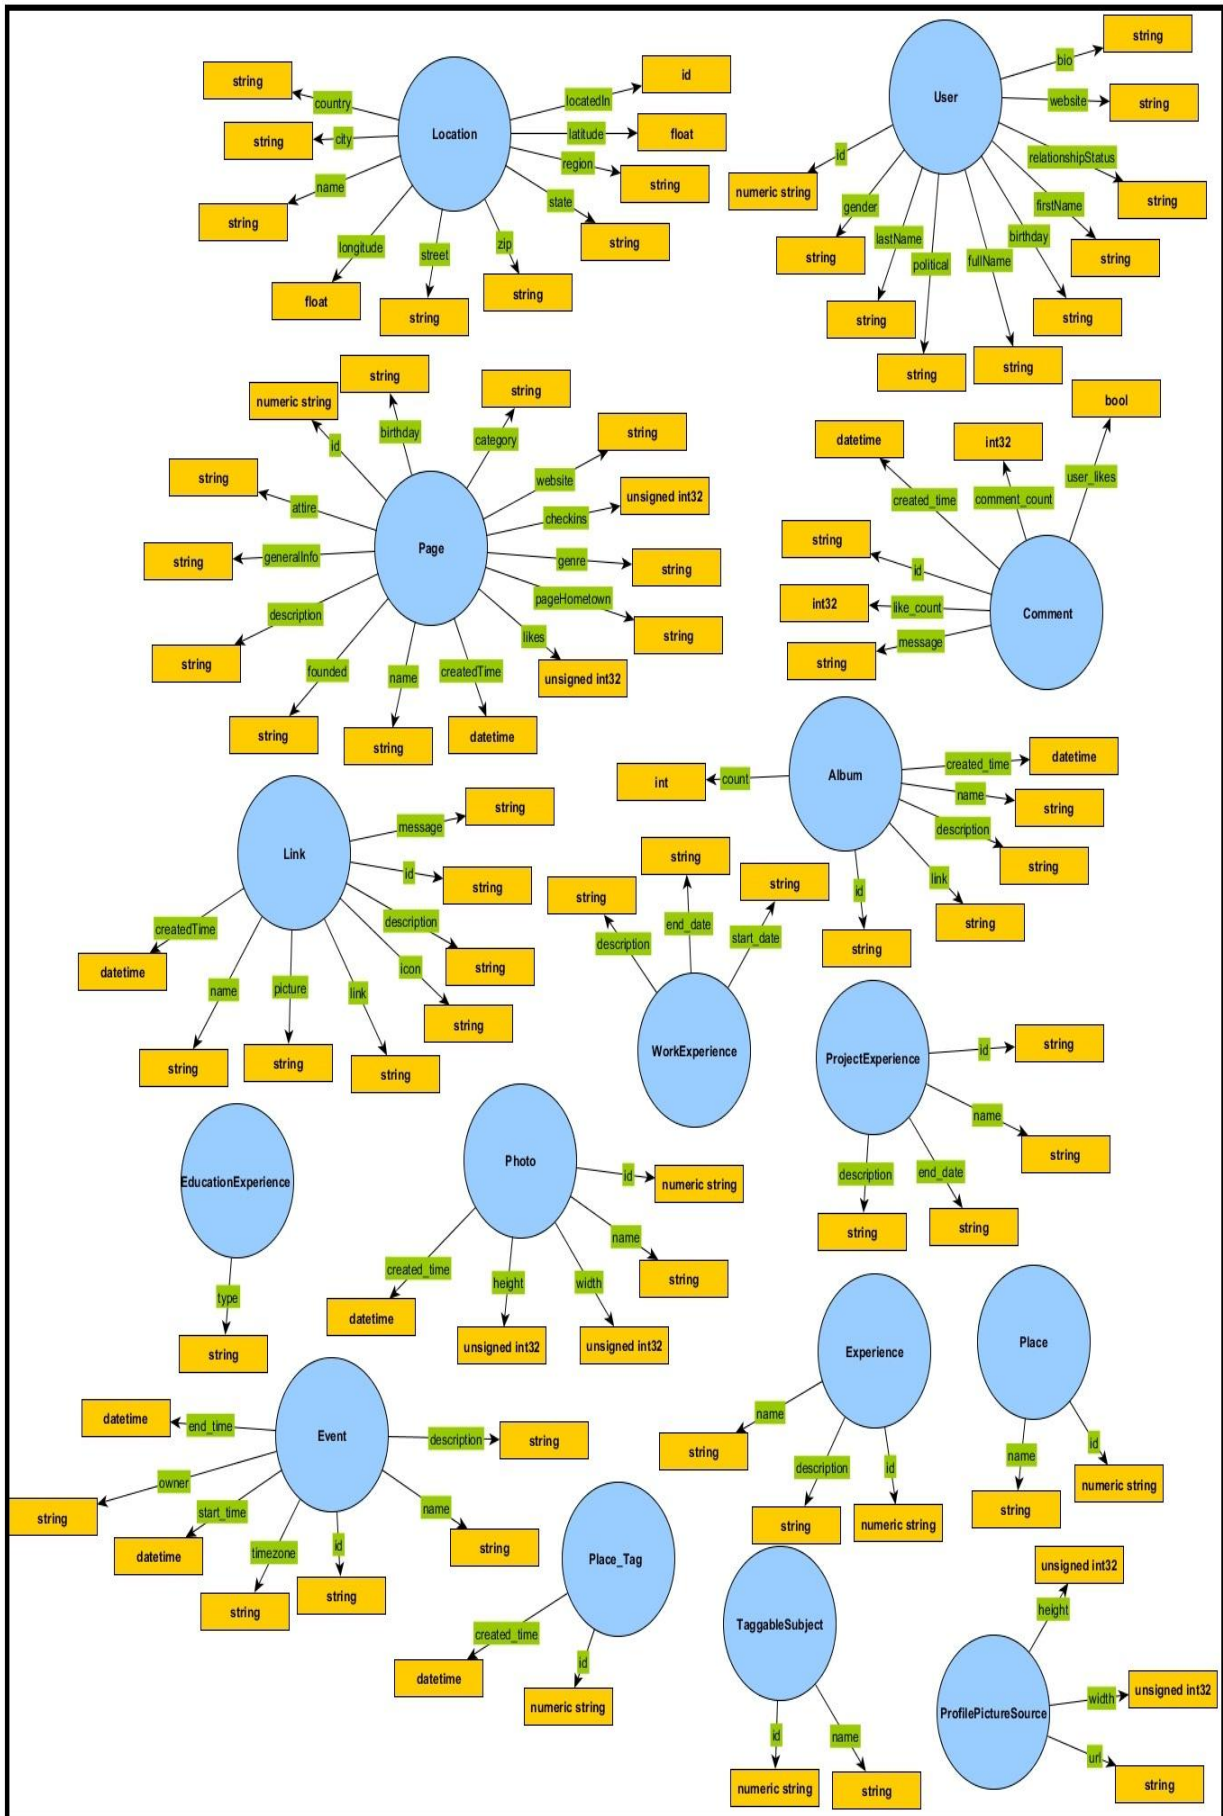 string
bio
User
website
string
string
country
locatedIn
id
string
city
Location
latitude
float
region
string
name
string
state
string
longitude
street
zip
float
string
string
id
numeric string
relationshipStatus
string
gender
string
lastName
political
fullName
birthday
firstName
string
string
string
string
string
string
numeric string
string
string
id
birthday
category
string
website
string
attire
checkins
unsigned int32
string
generalInfo
Page
genre
string
description
string
pageHometown
string
founded
name
createdTime
likes
unsigned int32
string
string
datetime
bool
datetime
int32
created_time
comment_count
user_likes
string
id
int32
like_count
Comment
message
string
int
count
Album
created_time
datetime
name
string
description
string
id
link
string
string
string
message
Link
id
string
createdTime
description
datetime
string
name
picture
link
icon
string
string
string
string
string
string
string
description
end_date
start_date
WorkExperience
ProjectExperience
id
string
name
string
description
end_date
string
string
EducationExperience
type
string
Photo
id
numeric string
created_time
height
width
name
string
datetime
unsigned int32
unsigned int32
Experience
name
string
description
id
string
numeric string
Place
name
id
string
numeric string
datetime
end_time
Event
description
string
owner
string
start_time
datetime
timezone
id
name
string
string
string
Place_Tag
created_time
id
datetime
numeric string
TaggableSubject
id
name
numeric string
string
unsigned int32
height
ProfilePictureSource
width
unsigned int32
url
string